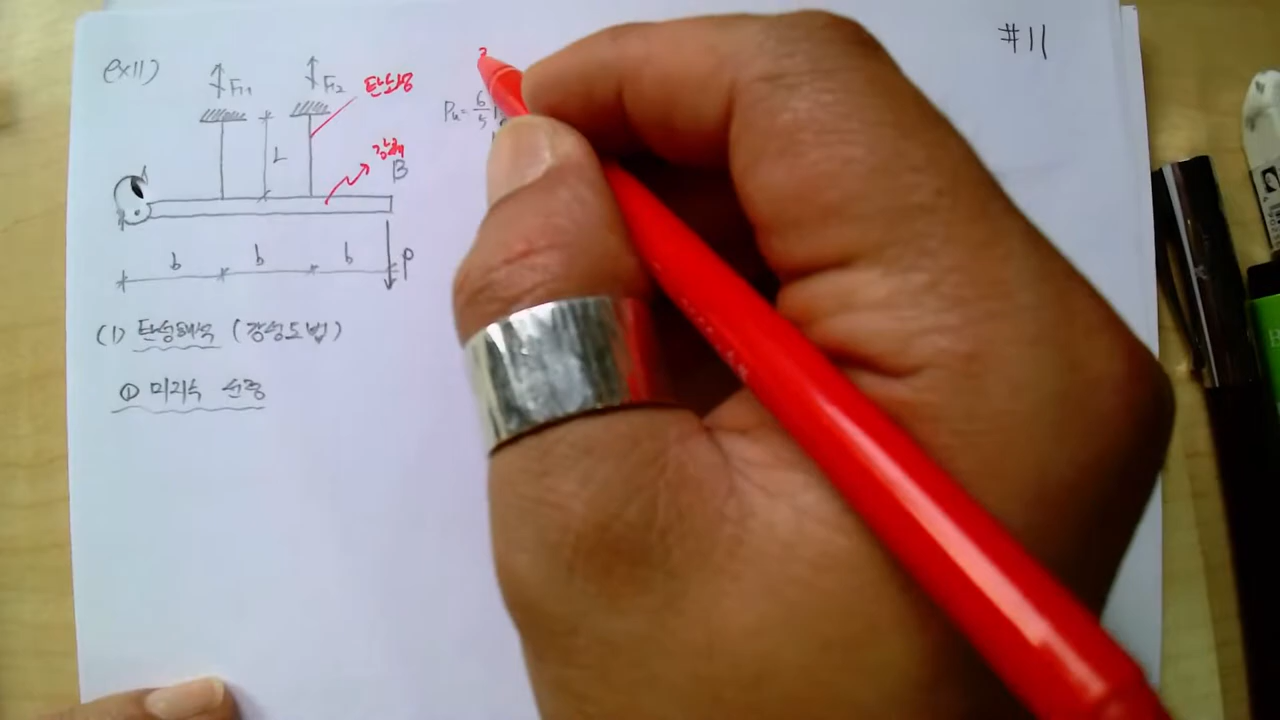 #11
ex11)
F1
F2
탄소성
강체
L
B
b
b
b
P
Pu = 6/5
(1) 탄성해석 (강성도법)
① 미지수 선정